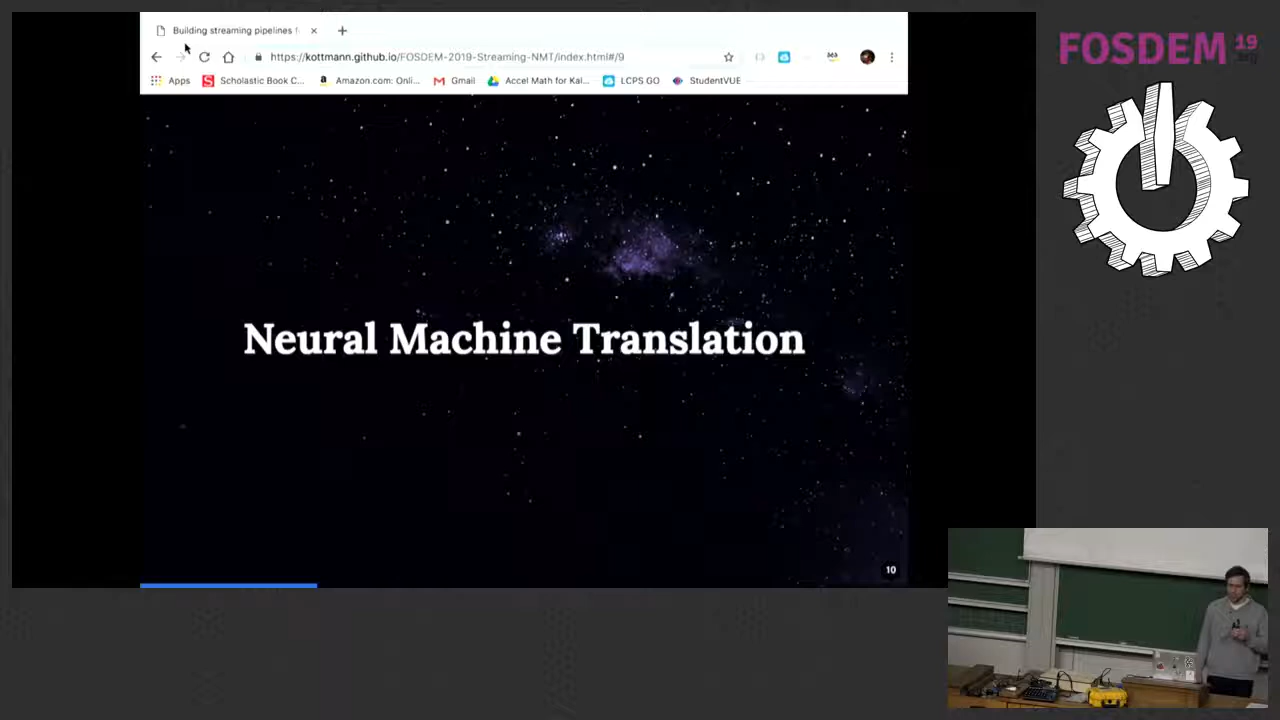 Building streaming pipelines f
https://kottmann.github.io/FOSDEM-2019-Streaming-NMT/index.html#/9
Apps Scholastic Book C... Amazon.com: Onli... Gmail Accel Math for Kal... LCPS GO StudentVUE
FOSDEM 19
.org
Neural Machine Translation
10